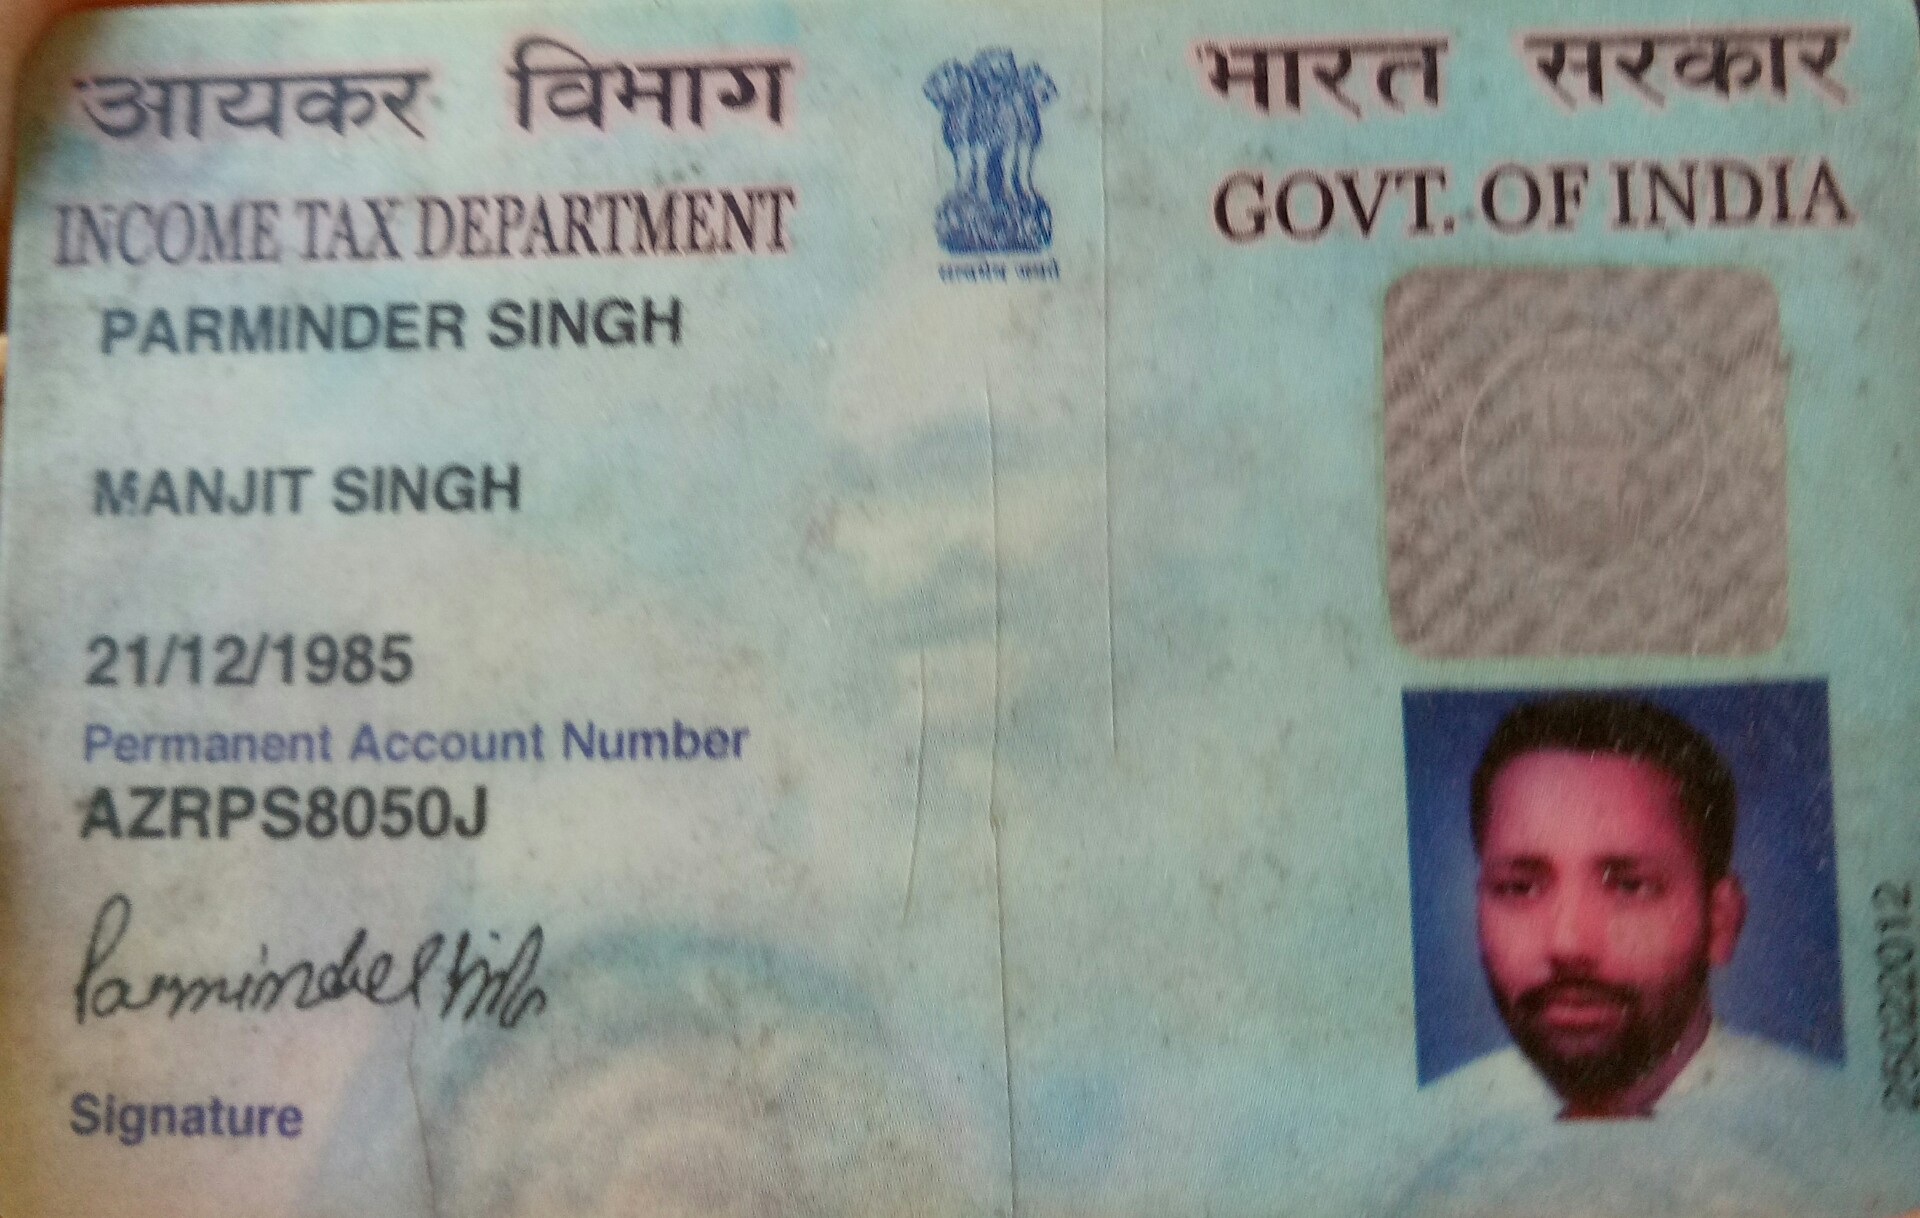 आयकर विभाग
भारत सरकार
INCOME TAX DEPARTMENT
GOVT. OF INDIA
सत्यमेव जयते
PARMINDER SINGH
MANJIT SINGH
21/12/1985
Permanent Account Number
AZRPS8050J
Parminder Singh
Signature
25022012